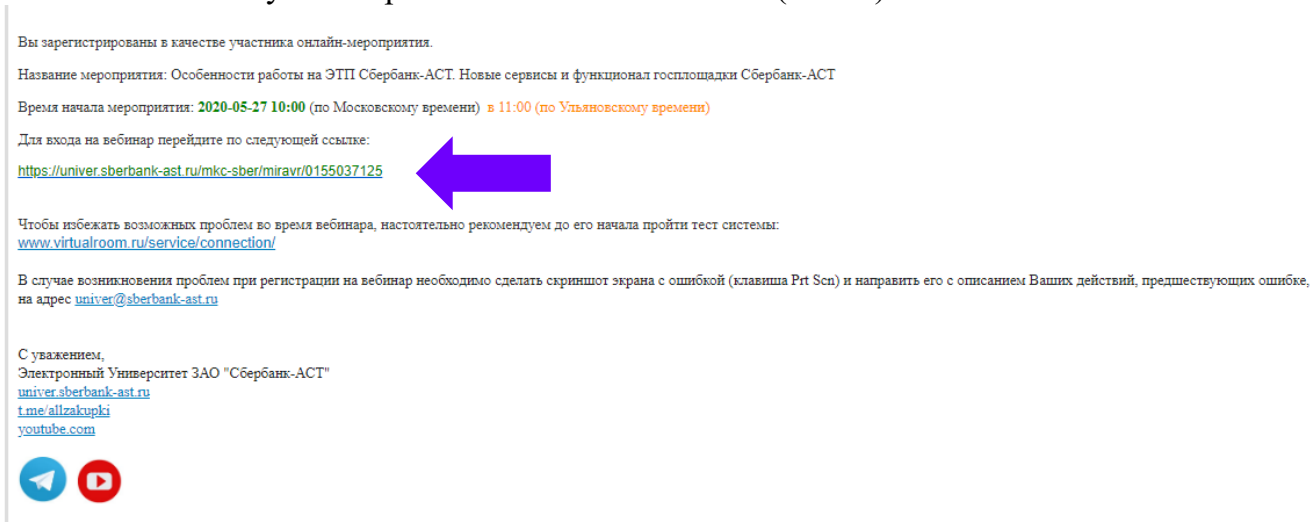 Вы зарегистрированы в качестве участника онлайн-мероприятия.
Название мероприятия: Особенности работы на ЭТП Сбербанк-АСТ. Новые сервисы и функционал госплощадки Сбербанк-АСТ
Время начала мероприятия: 2020-05-27 10:00 (по Московскому времени) в 11:00 (по Ульяновскому времени)
Для входа на вебинар перейдите по следующей ссылке:
https://univer.sberbank-ast.ru/mkc-sber/miravr/0155037125
Чтобы избежать возможных проблем во время вебинара, настоятельно рекомендуем до его начала пройти тест системы:
www.virtualroom.ru/service/connection/
В случае возникновения проблем при регистрации на вебинар необходимо сделать скриншот экрана с ошибкой (клавиша Prt Scn) и направить его с описанием Ваших действий, предшествующих ошибке,
на адрес univer@sberbank-ast.ru
С уважением,
Электронный Университет ЗАО "Сбербанк-АСТ"
univer.sberbank-ast.ru
t.me/allzakupki
youtube.com